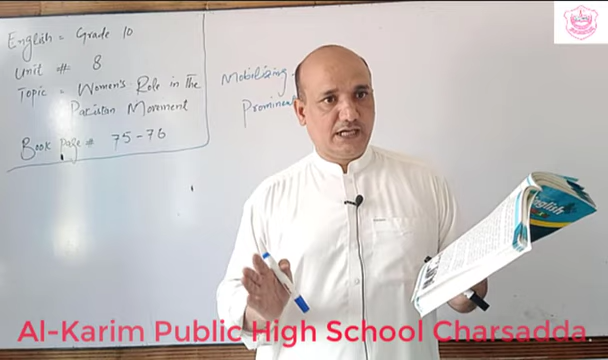 English = Grade 10
Unit # 8
Topic = Women's Role in the
Pakistan Movement
Book Page # 75-76
Mobilizing
English
Al-Karim Public High School Charsadda